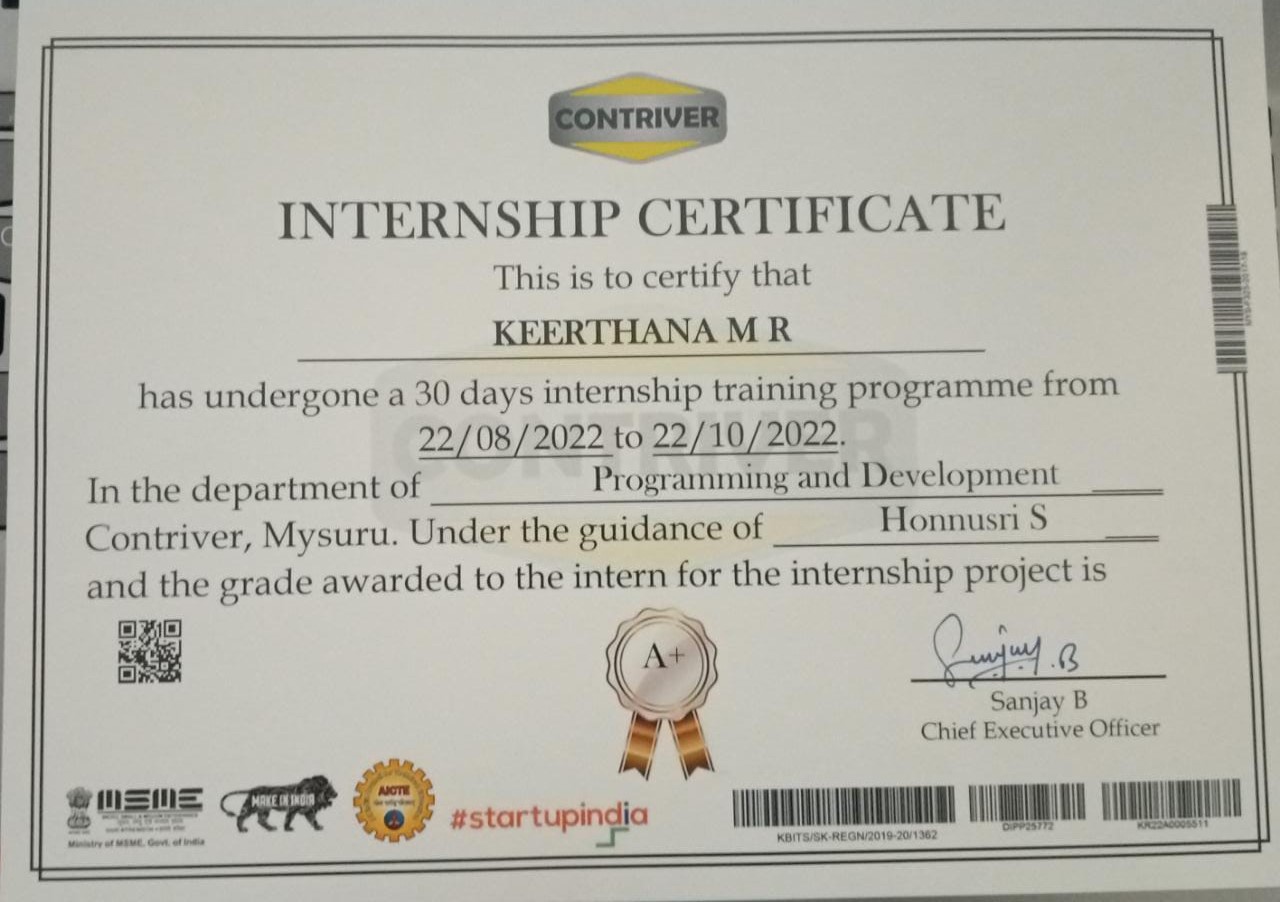 CONTRIVER
INTERNSHIP CERTIFICATE
This is to certify that
KEERTHANA M R
has undergone a 30 days internship training programme from
22/08/2022 to 22/10/2022.
In the department of Programming and Development
Contriver, Mysuru. Under the guidance of Honnusri S
and the grade awarded to the intern for the internship project is
A+
Sanjay.B
Sanjay B
Chief Executive Officer
MSME
Ministry of MSME, Govt. of India
MAKE IN INDIA
AICTE
#startupindia
KBITS/SK-REGN/2019-20/1362
DIPP25772
KR22A0005511